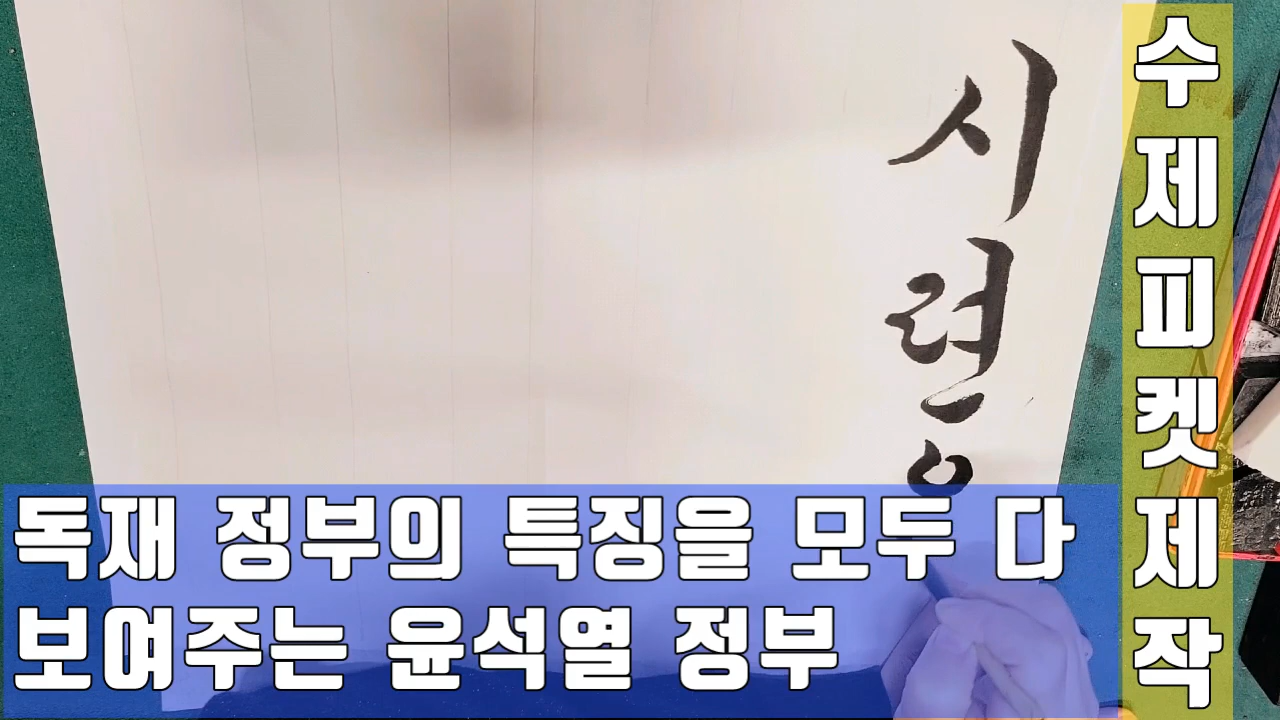 시련
독재 정부의 특징을 모두 다
보여주는 윤석열 정부
수제피켓제작